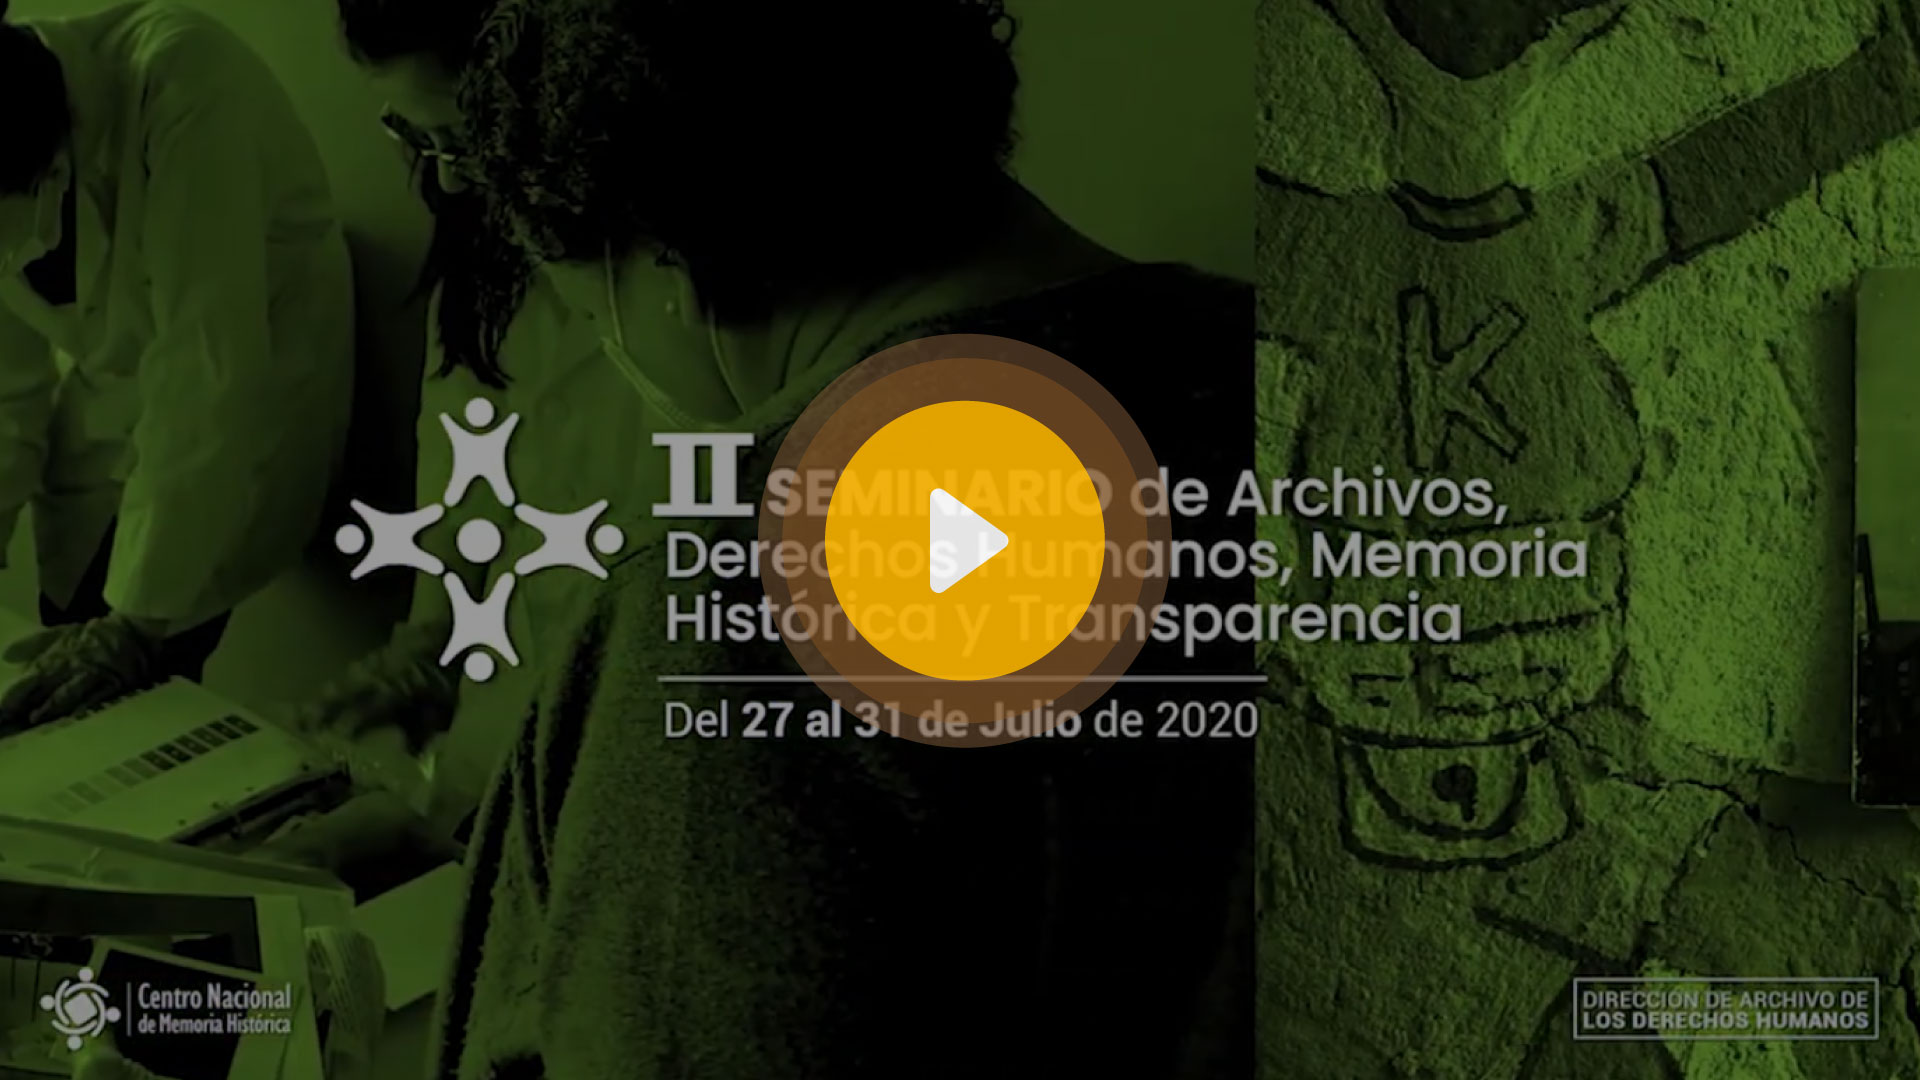 II SEMINARIO de Archivos,
Derechos Humanos, Memoria
Histórica y Transparencia
Del 27 al 31 de Julio de 2020
K
Centro Nacional
de Memoria Histórica
DIRECCIÓN DE ARCHIVO DE
LOS DERECHOS HUMANOS